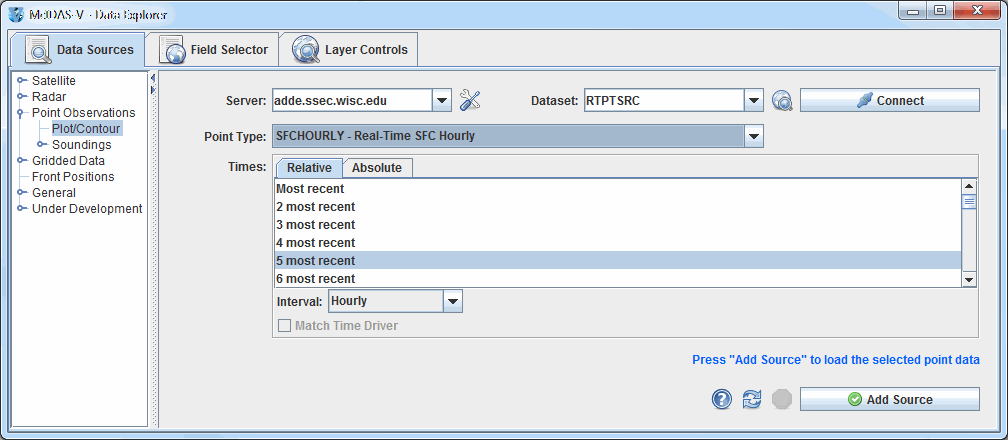 McIDAS-V - Data Explorer
Data Sources
Field Selector
Layer Controls
Satellite
Radar
Point Observations
Plot/Contour
Soundings
Gridded Data
Front Positions
General
Under Development
Server: adde.ssec.wisc.edu Dataset: RTPTSRC Connect
Point Type: SFCHOURLY - Real-Time SFC Hourly
Times: Relative Absolute
Most recent
2 most recent
3 most recent
4 most recent
5 most recent
6 most recent
Interval: Hourly
Match Time Driver
Press "Add Source" to load the selected point data
Add Source